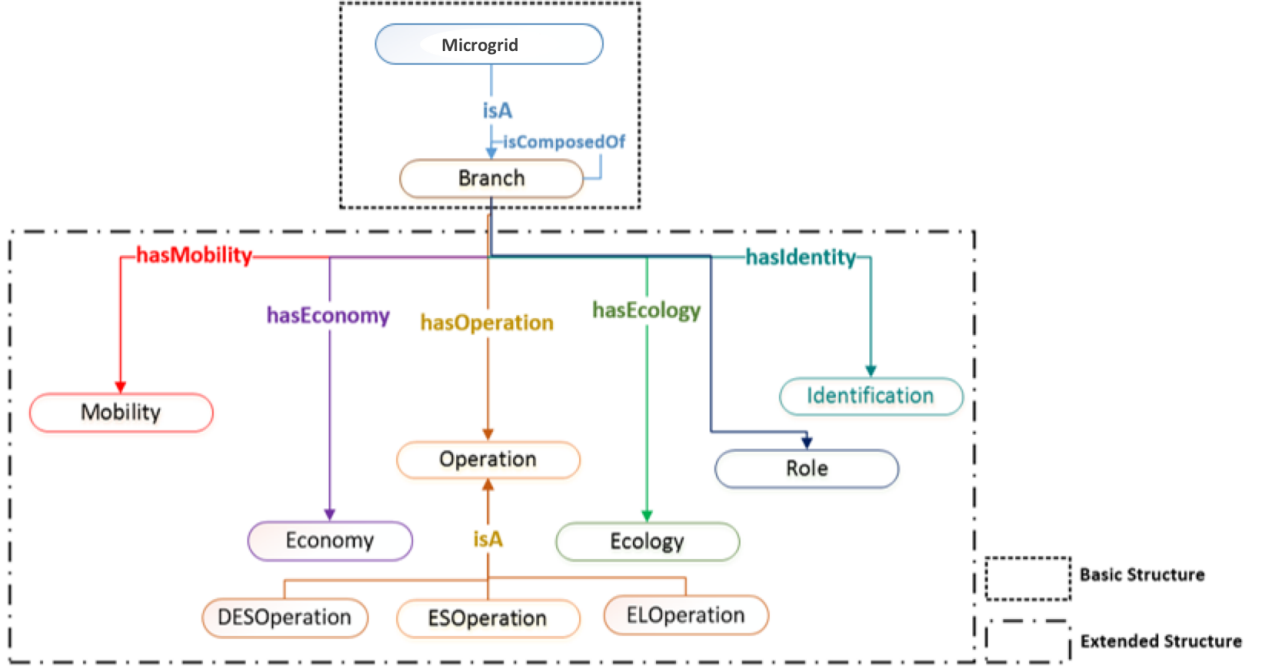 Microgrid
isA
isComposedOf
Branch
hasMobility
hasIdentity
hasEconomy
hasOperation
hasEcology
Mobility
Identification
Operation
Role
Economy
isA
Ecology
DESOperation
ESOperation
ELOperation
Basic Structure
Extended Structure